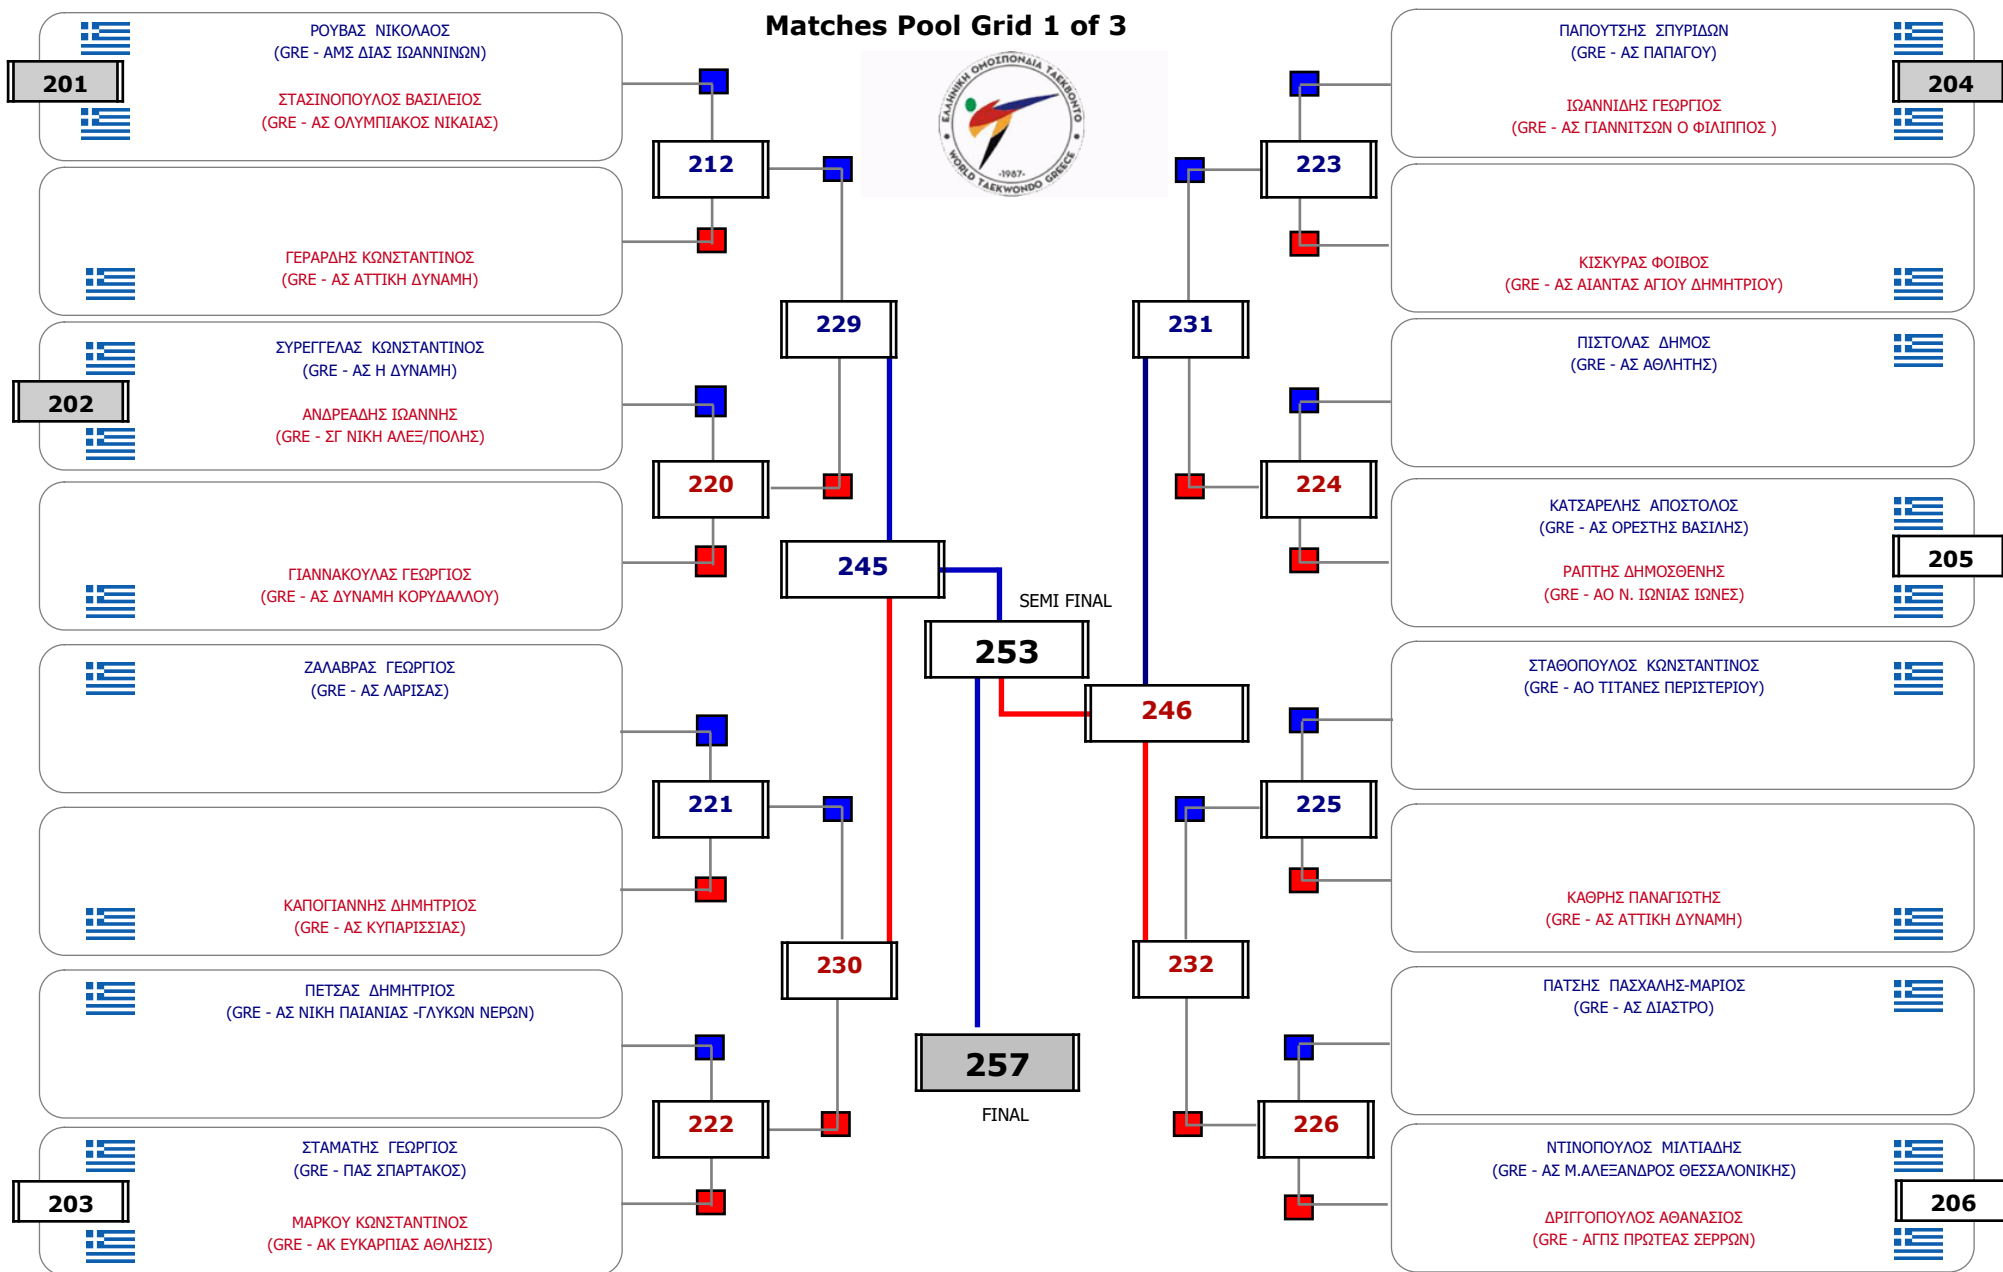 Matches Pool Grid 1 of 3
ΕΛΛΗΝΙΚΗ ΟΜΟΣΠΟΝΔΙΑ ΤΑΕΚΒΟΝΤΟ
WORLD TAEKWONDO GREECE
-1987-
201
ΡΟΥΒΑΣ ΝΙΚΟΛΑΟΣ
(GRE - ΑΜΣ ΔΙΑΣ ΙΩΑΝΝΙΝΩΝ)
ΣΤΑΣΙΝΟΠΟΥΛΟΣ ΒΑΣΙΛΕΙΟΣ
(GRE - ΑΣ ΟΛΥΜΠΙΑΚΟΣ ΝΙΚΑΙΑΣ)
212
ΓΕΡΑΡΔΗΣ ΚΩΝΣΤΑΝΤΙΝΟΣ
(GRE - ΑΣ ΑΤΤΙΚΗ ΔΥΝΑΜΗ)
229
202
ΣΥΡΕΓΓΕΛΑΣ ΚΩΝΣΤΑΝΤΙΝΟΣ
(GRE - ΑΣ Η ΔΥΝΑΜΗ)
ΑΝΔΡΕΑΔΗΣ ΙΩΑΝΝΗΣ
(GRE - ΣΓ ΝΙΚΗ ΑΛΕΞ/ΠΟΛΗΣ)
220
ΓΙΑΝΝΑΚΟΥΛΑΣ ΓΕΩΡΓΙΟΣ
(GRE - ΑΣ ΔΥΝΑΜΗ ΚΟΡΥΔΑΛΛΟΥ)
245
ΖΑΛΑΒΡΑΣ ΓΕΩΡΓΙΟΣ
(GRE - ΑΣ ΛΑΡΙΣΑΣ)
221
ΚΑΠΟΓΙΑΝΝΗΣ ΔΗΜΗΤΡΙΟΣ
(GRE - ΑΣ ΚΥΠΑΡΙΣΣΙΑΣ)
230
ΠΕΤΣΑΣ ΔΗΜΗΤΡΙΟΣ
(GRE - ΑΣ ΝΙΚΗ ΠΑΙΑΝΙΑΣ -ΓΛΥΚΩΝ ΝΕΡΩΝ)
222
203
ΣΤΑΜΑΤΗΣ ΓΕΩΡΓΙΟΣ
(GRE - ΠΑΣ ΣΠΑΡΤΑΚΟΣ)
ΜΑΡΚΟΥ ΚΩΝΣΤΑΝΤΙΝΟΣ
(GRE - ΑΚ ΕΥΚΑΡΠΙΑΣ ΑΘΛΗΣΙΣ)
SEMI FINAL
253
257
FINAL
ΠΑΠΟΥΤΣΗΣ ΣΠΥΡΙΔΩΝ
(GRE - ΑΣ ΠΑΠΑΓΟΥ)
204
ΙΩΑΝΝΙΔΗΣ ΓΕΩΡΓΙΟΣ
(GRE - ΑΣ ΓΙΑΝΝΙΤΣΩΝ Ο ΦΙΛΙΠΠΟΣ )
223
ΚΙΣΚΥΡΑΣ ΦΟΙΒΟΣ
(GRE - ΑΣ ΑΙΑΝΤΑΣ ΑΓΙΟΥ ΔΗΜΗΤΡΙΟΥ)
231
ΠΙΣΤΟΛΑΣ ΔΗΜΟΣ
(GRE - ΑΣ ΑΘΛΗΤΗΣ)
224
ΚΑΤΣΑΡΕΛΗΣ ΑΠΟΣΤΟΛΟΣ
(GRE - ΑΣ ΟΡΕΣΤΗΣ ΒΑΣΙΛΗΣ)
205
ΡΑΠΤΗΣ ΔΗΜΟΣΘΕΝΗΣ
(GRE - ΑΟ Ν. ΙΩΝΙΑΣ ΙΩΝΕΣ)
246
ΣΤΑΘΟΠΟΥΛΟΣ ΚΩΝΣΤΑΝΤΙΝΟΣ
(GRE - ΑΟ ΤΙΤΑΝΕΣ ΠΕΡΙΣΤΕΡΙΟΥ)
225
ΚΑΘΡΗΣ ΠΑΝΑΓΙΩΤΗΣ
(GRE - ΑΣ ΑΤΤΙΚΗ ΔΥΝΑΜΗ)
232
ΠΑΤΣΗΣ ΠΑΣΧΑΛΗΣ-ΜΑΡΙΟΣ
(GRE - ΑΣ ΔΙΑΣΤΡΟ)
226
ΝΤΙΝΟΠΟΥΛΟΣ ΜΙΛΤΙΑΔΗΣ
(GRE - ΑΣ Μ.ΑΛΕΞΑΝΔΡΟΣ ΘΕΣΣΑΛΟΝΙΚΗΣ)
206
ΔΡΙΓΓΟΠΟΥΛΟΣ ΑΘΑΝΑΣΙΟΣ
(GRE - ΑΓΠΣ ΠΡΩΤΕΑΣ ΣΕΡΡΩΝ)